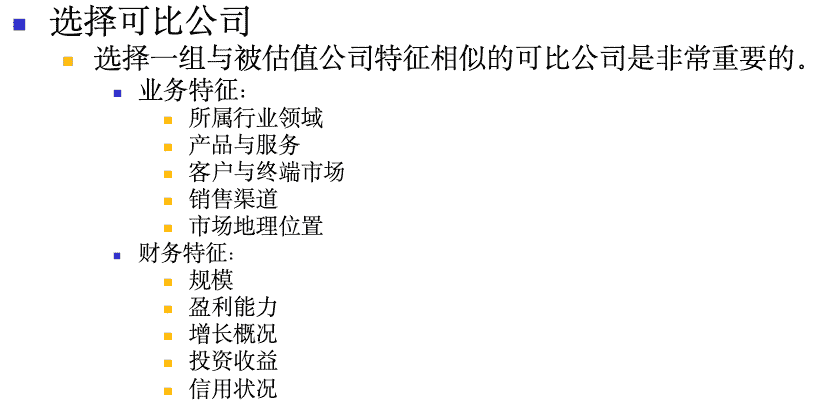 选择可比公司
选择一组与被估值公司特征相似的可比公司是非常重要的。
业务特征：
所属行业领域
产品与服务
客户与终端市场
销售渠道
市场地理位置
财务特征：
规模
盈利能力
增长概况
投资收益
信用状况